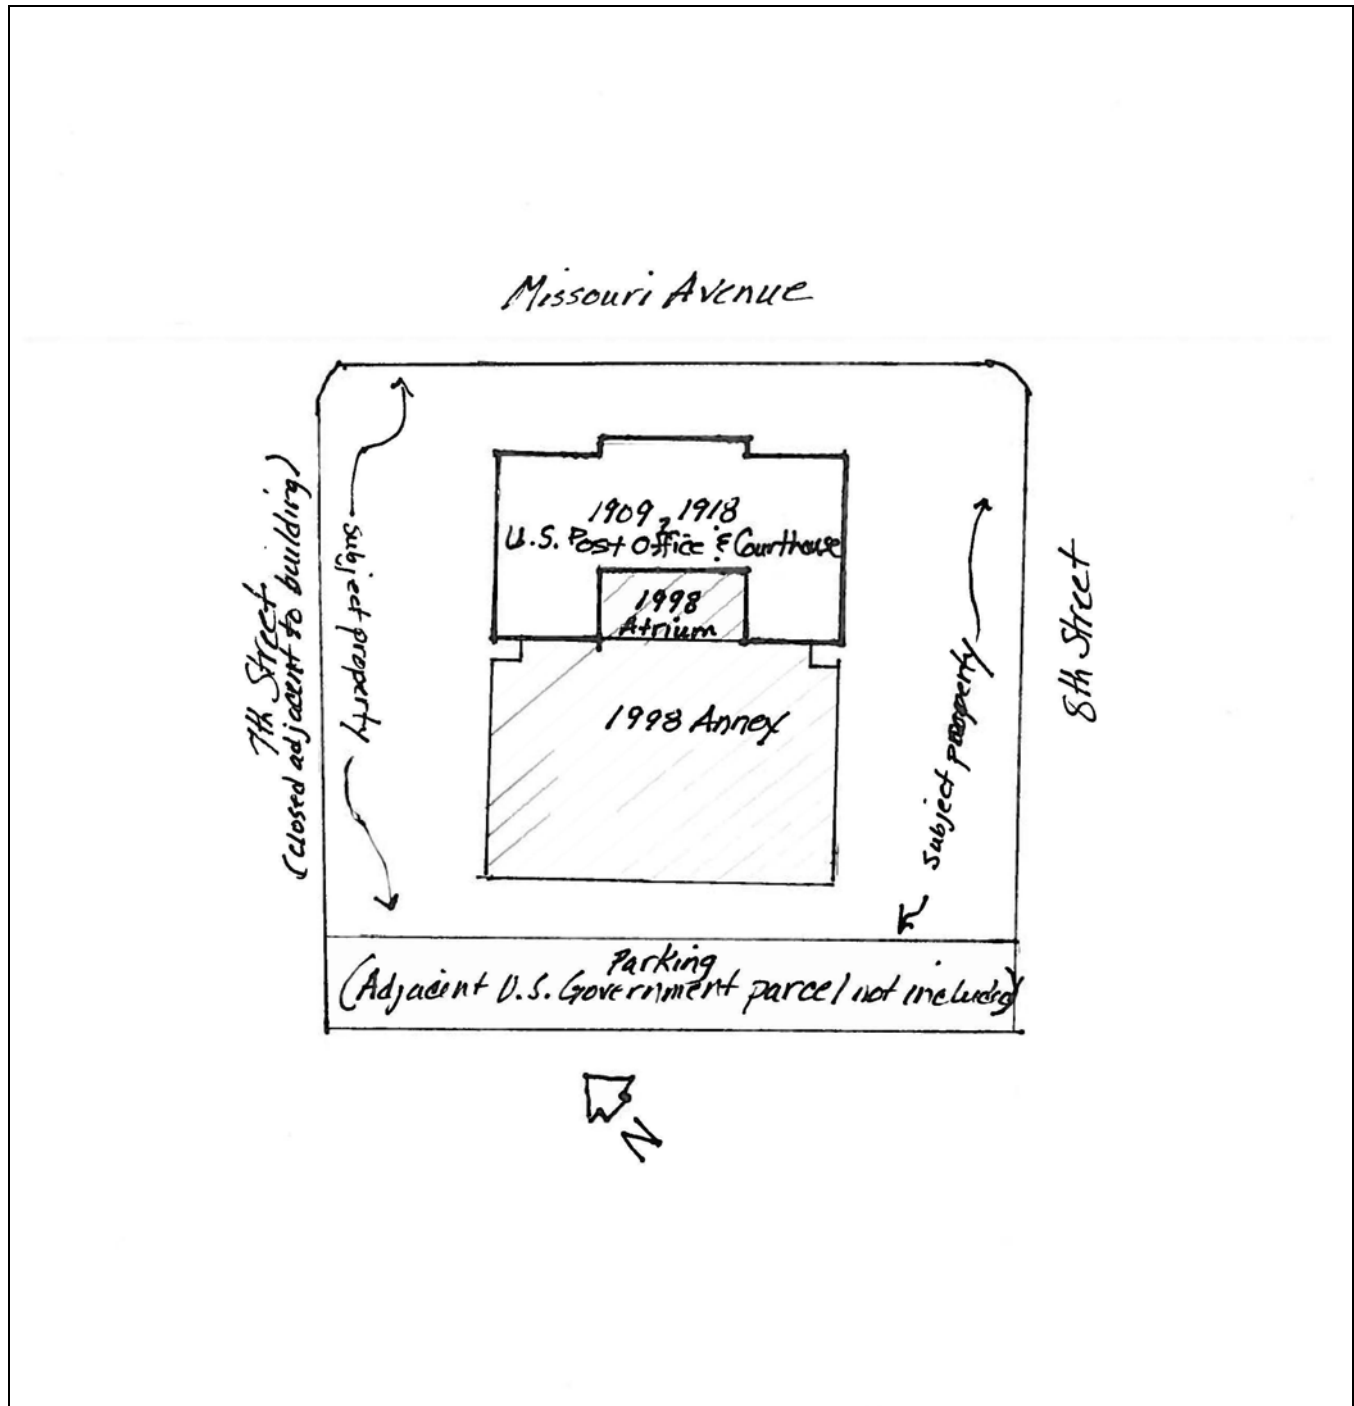 Missouri Avenue
7th Street
(closed adjacent to building)
subject property
1909, 1918
U.S. Post Office & Courthouse
1998
Atrium
1998 Annex
subject property
8th Street
Parking
(Adjacent U.S. Government parcel not included)
N